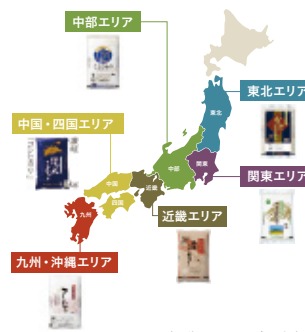 中部エリア
東北エリア
東北
中国・四国エリア
中部
関東
関東エリア
中国
近畿
四国
九州
近畿エリア
九州・沖縄エリア